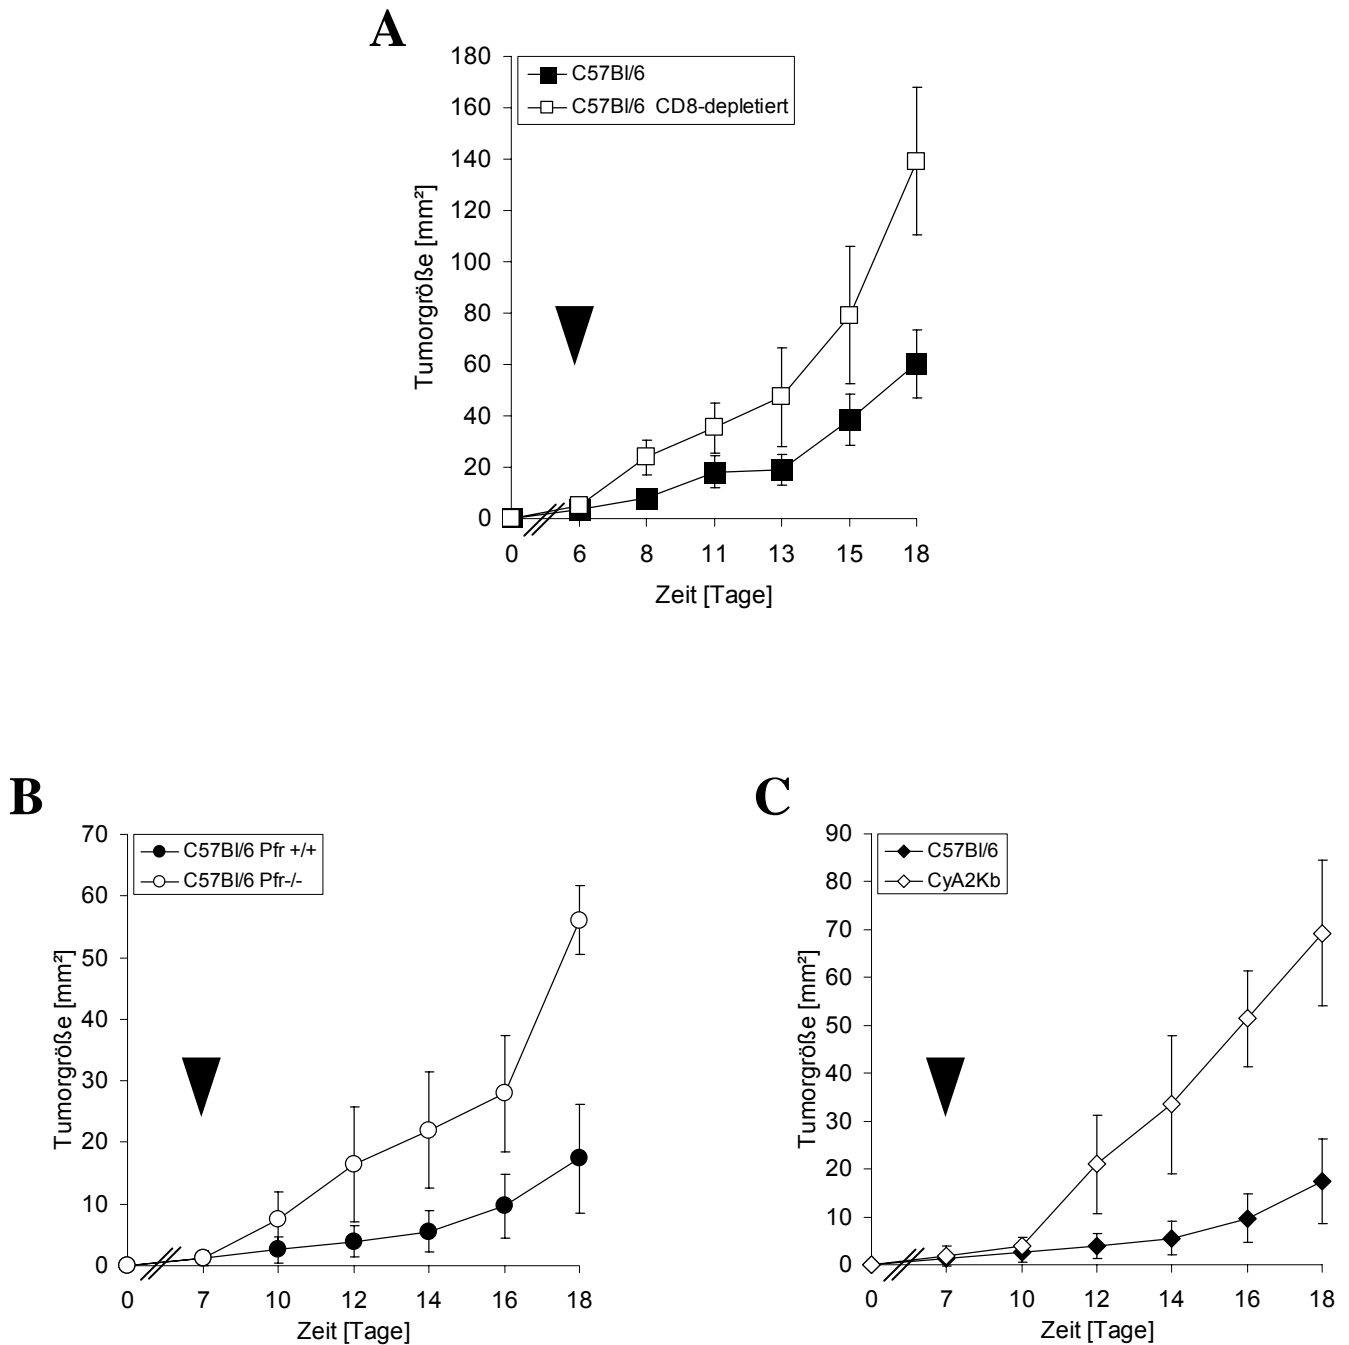 A
180
160
140
120
100
80
60
40
20
0
Tumorgröße [mm²]
C57Bl/6
C57Bl/6 CD8-depletiert
0 6 8 11 13 15 18
Zeit [Tage]
B
70
60
50
40
30
20
10
0
Tumorgröße [mm²]
C57Bl/6 Pfr +/+
C57Bl/6 Pfr-/-
0 7 10 12 14 16 18
Zeit [Tage]
C
90
80
70
60
50
40
30
20
10
0
Tumorgröße [mm²]
C57Bl/6
CyA2Kb
0 7 10 12 14 16 18
Zeit [Tage]